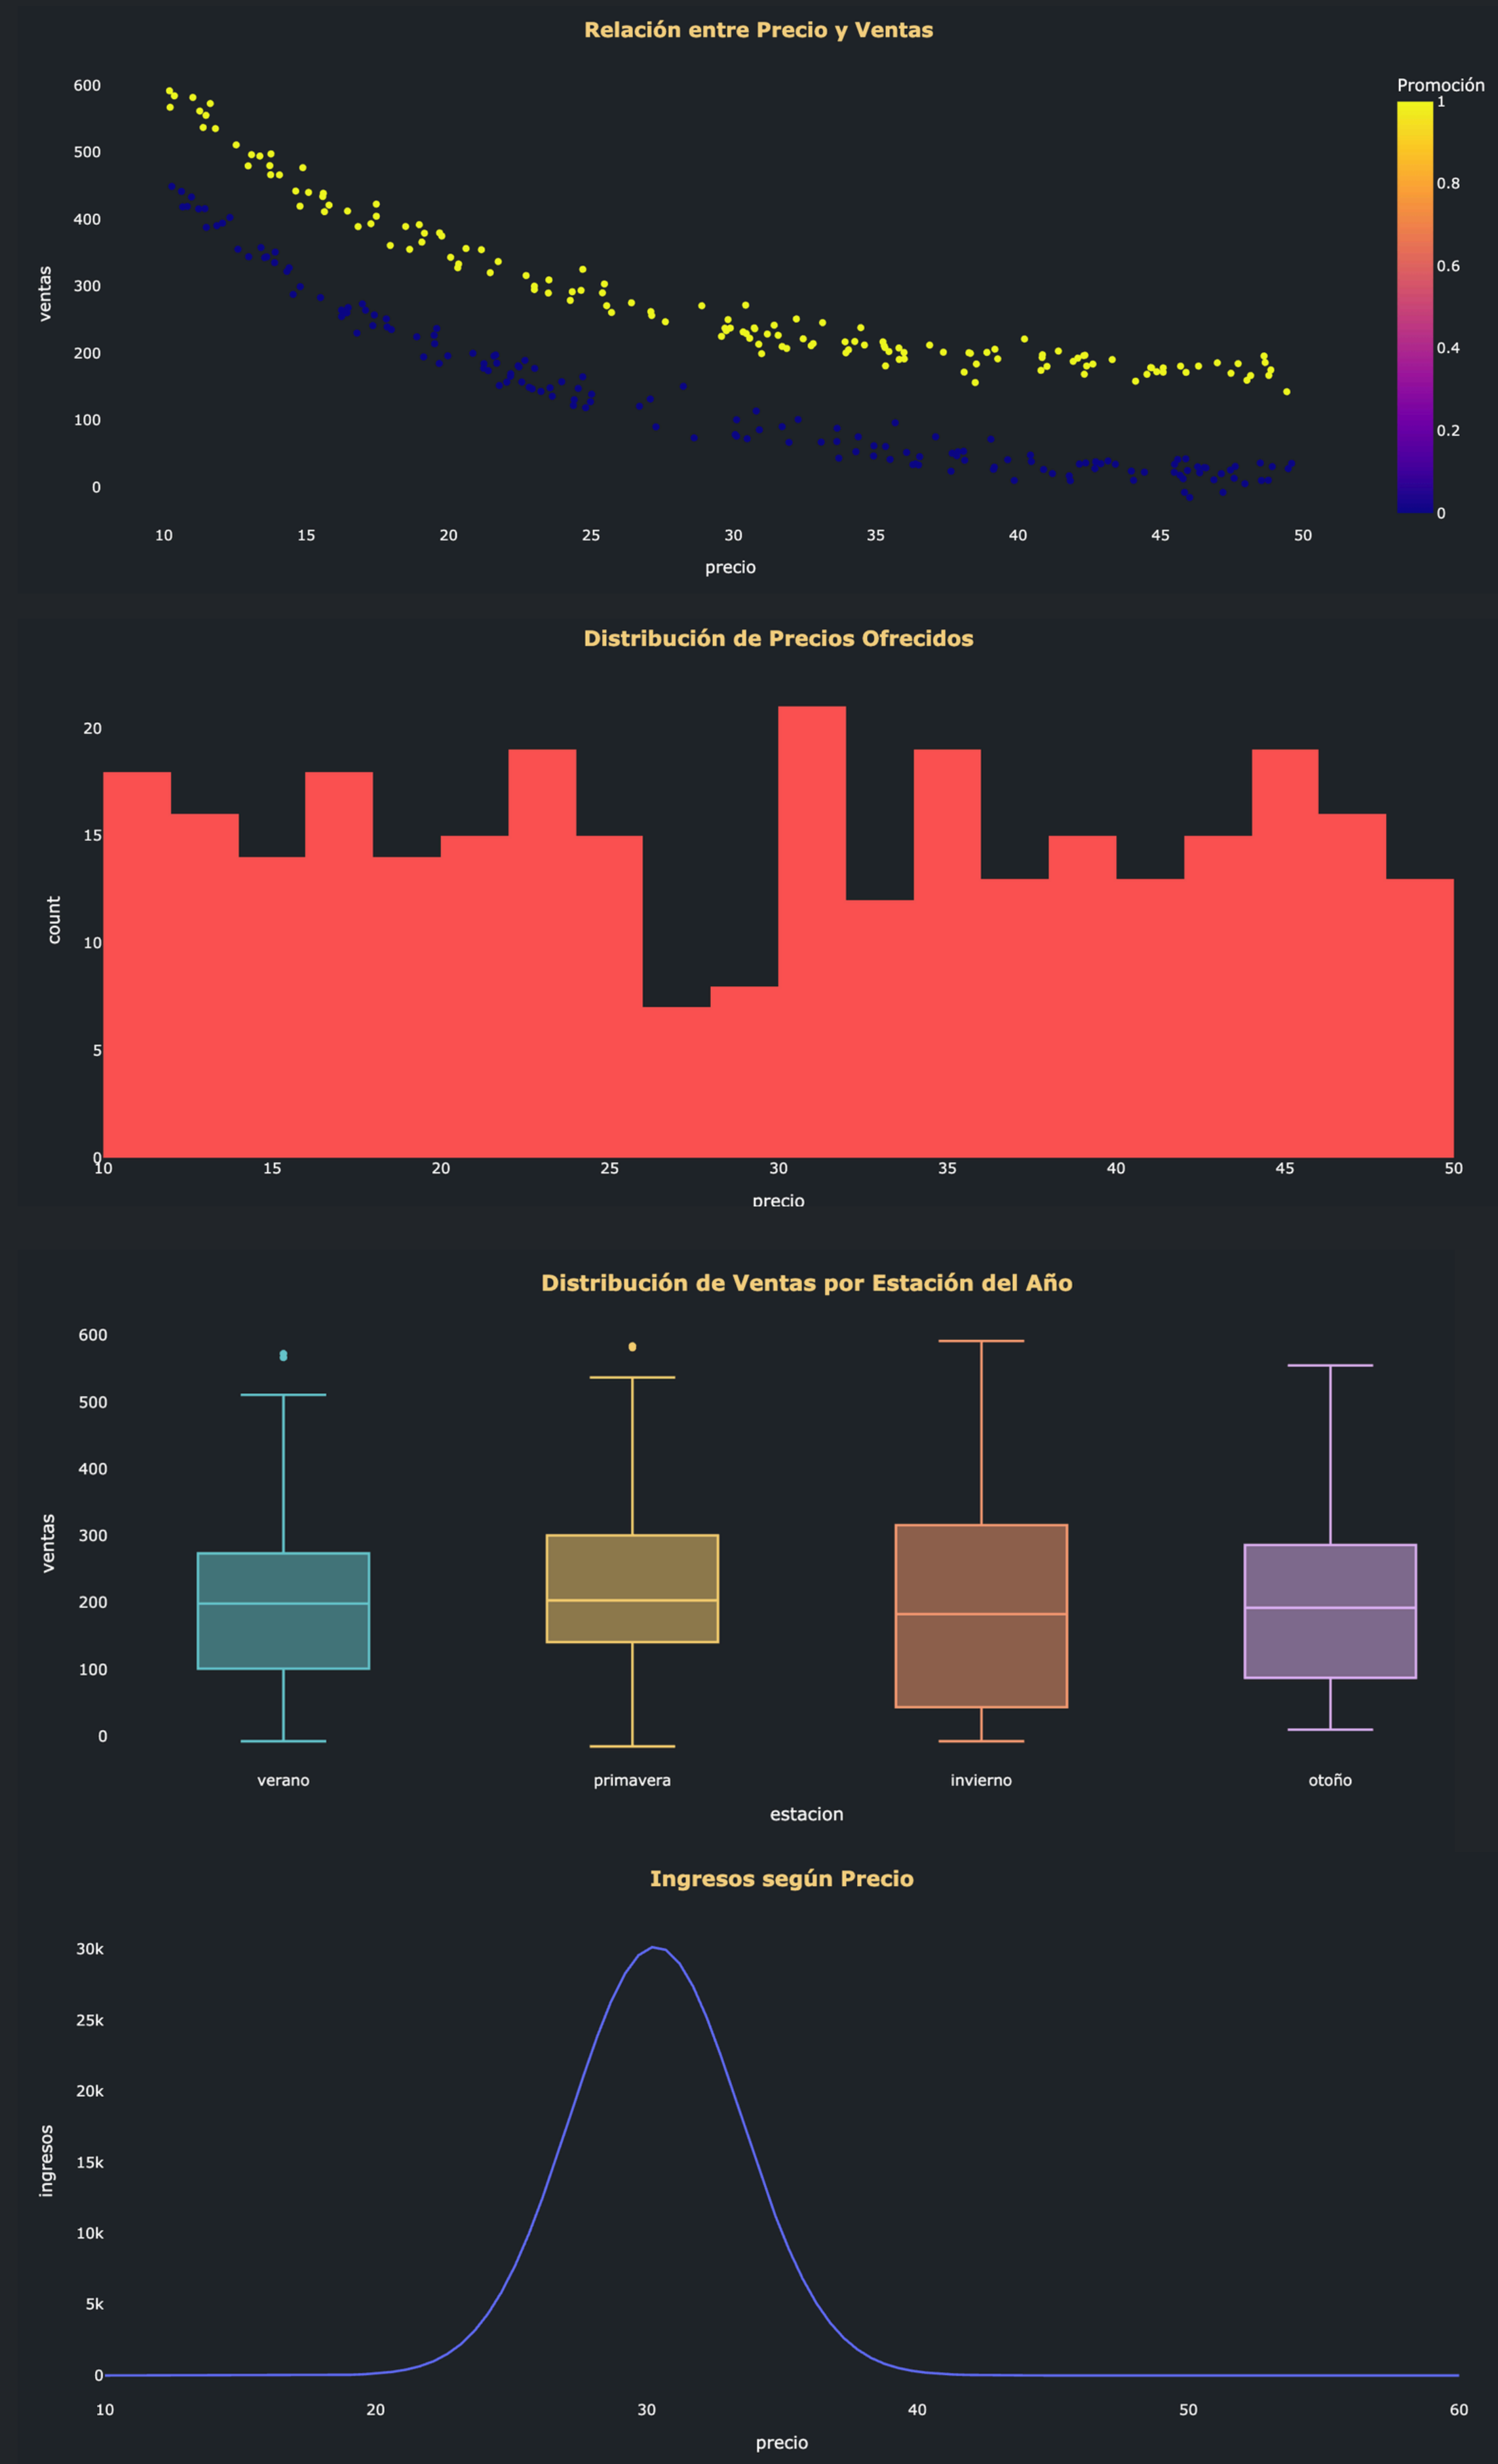 Relación entre Precio y Ventas
Promoción
600
500
400
300
200
100
0
ventas
1
0.8
0.6
0.4
0.2
0
10 15 20 25 30 35 40 45 50
precio
Distribución de Precios Ofrecidos
20
15
10
5
0
count
10 15 20 25 30 35 40 45 50
precio
Distribución de Ventas por Estación del Año
600
500
400
300
200
100
0
ventas
verano primavera invierno otoño
estacion
Ingresos según Precio
30k
25k
20k
15k
10k
5k
0
ingresos
10 20 30 40 50 60
precio